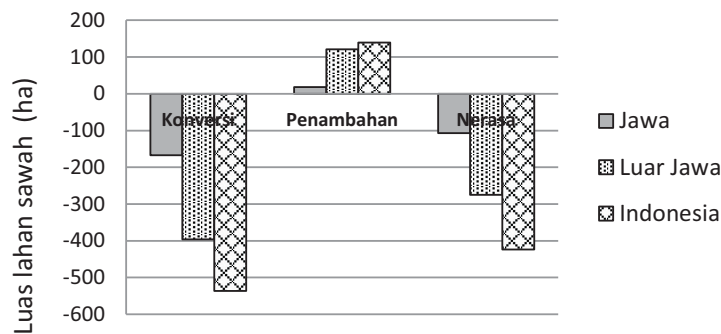 Luas lahan sawah (ha)
200
100
0
-100
-200
-300
-400
-500
-600
Konversi
Penambahan
Nerasa
Jawa
Luar Jawa
Indonesia